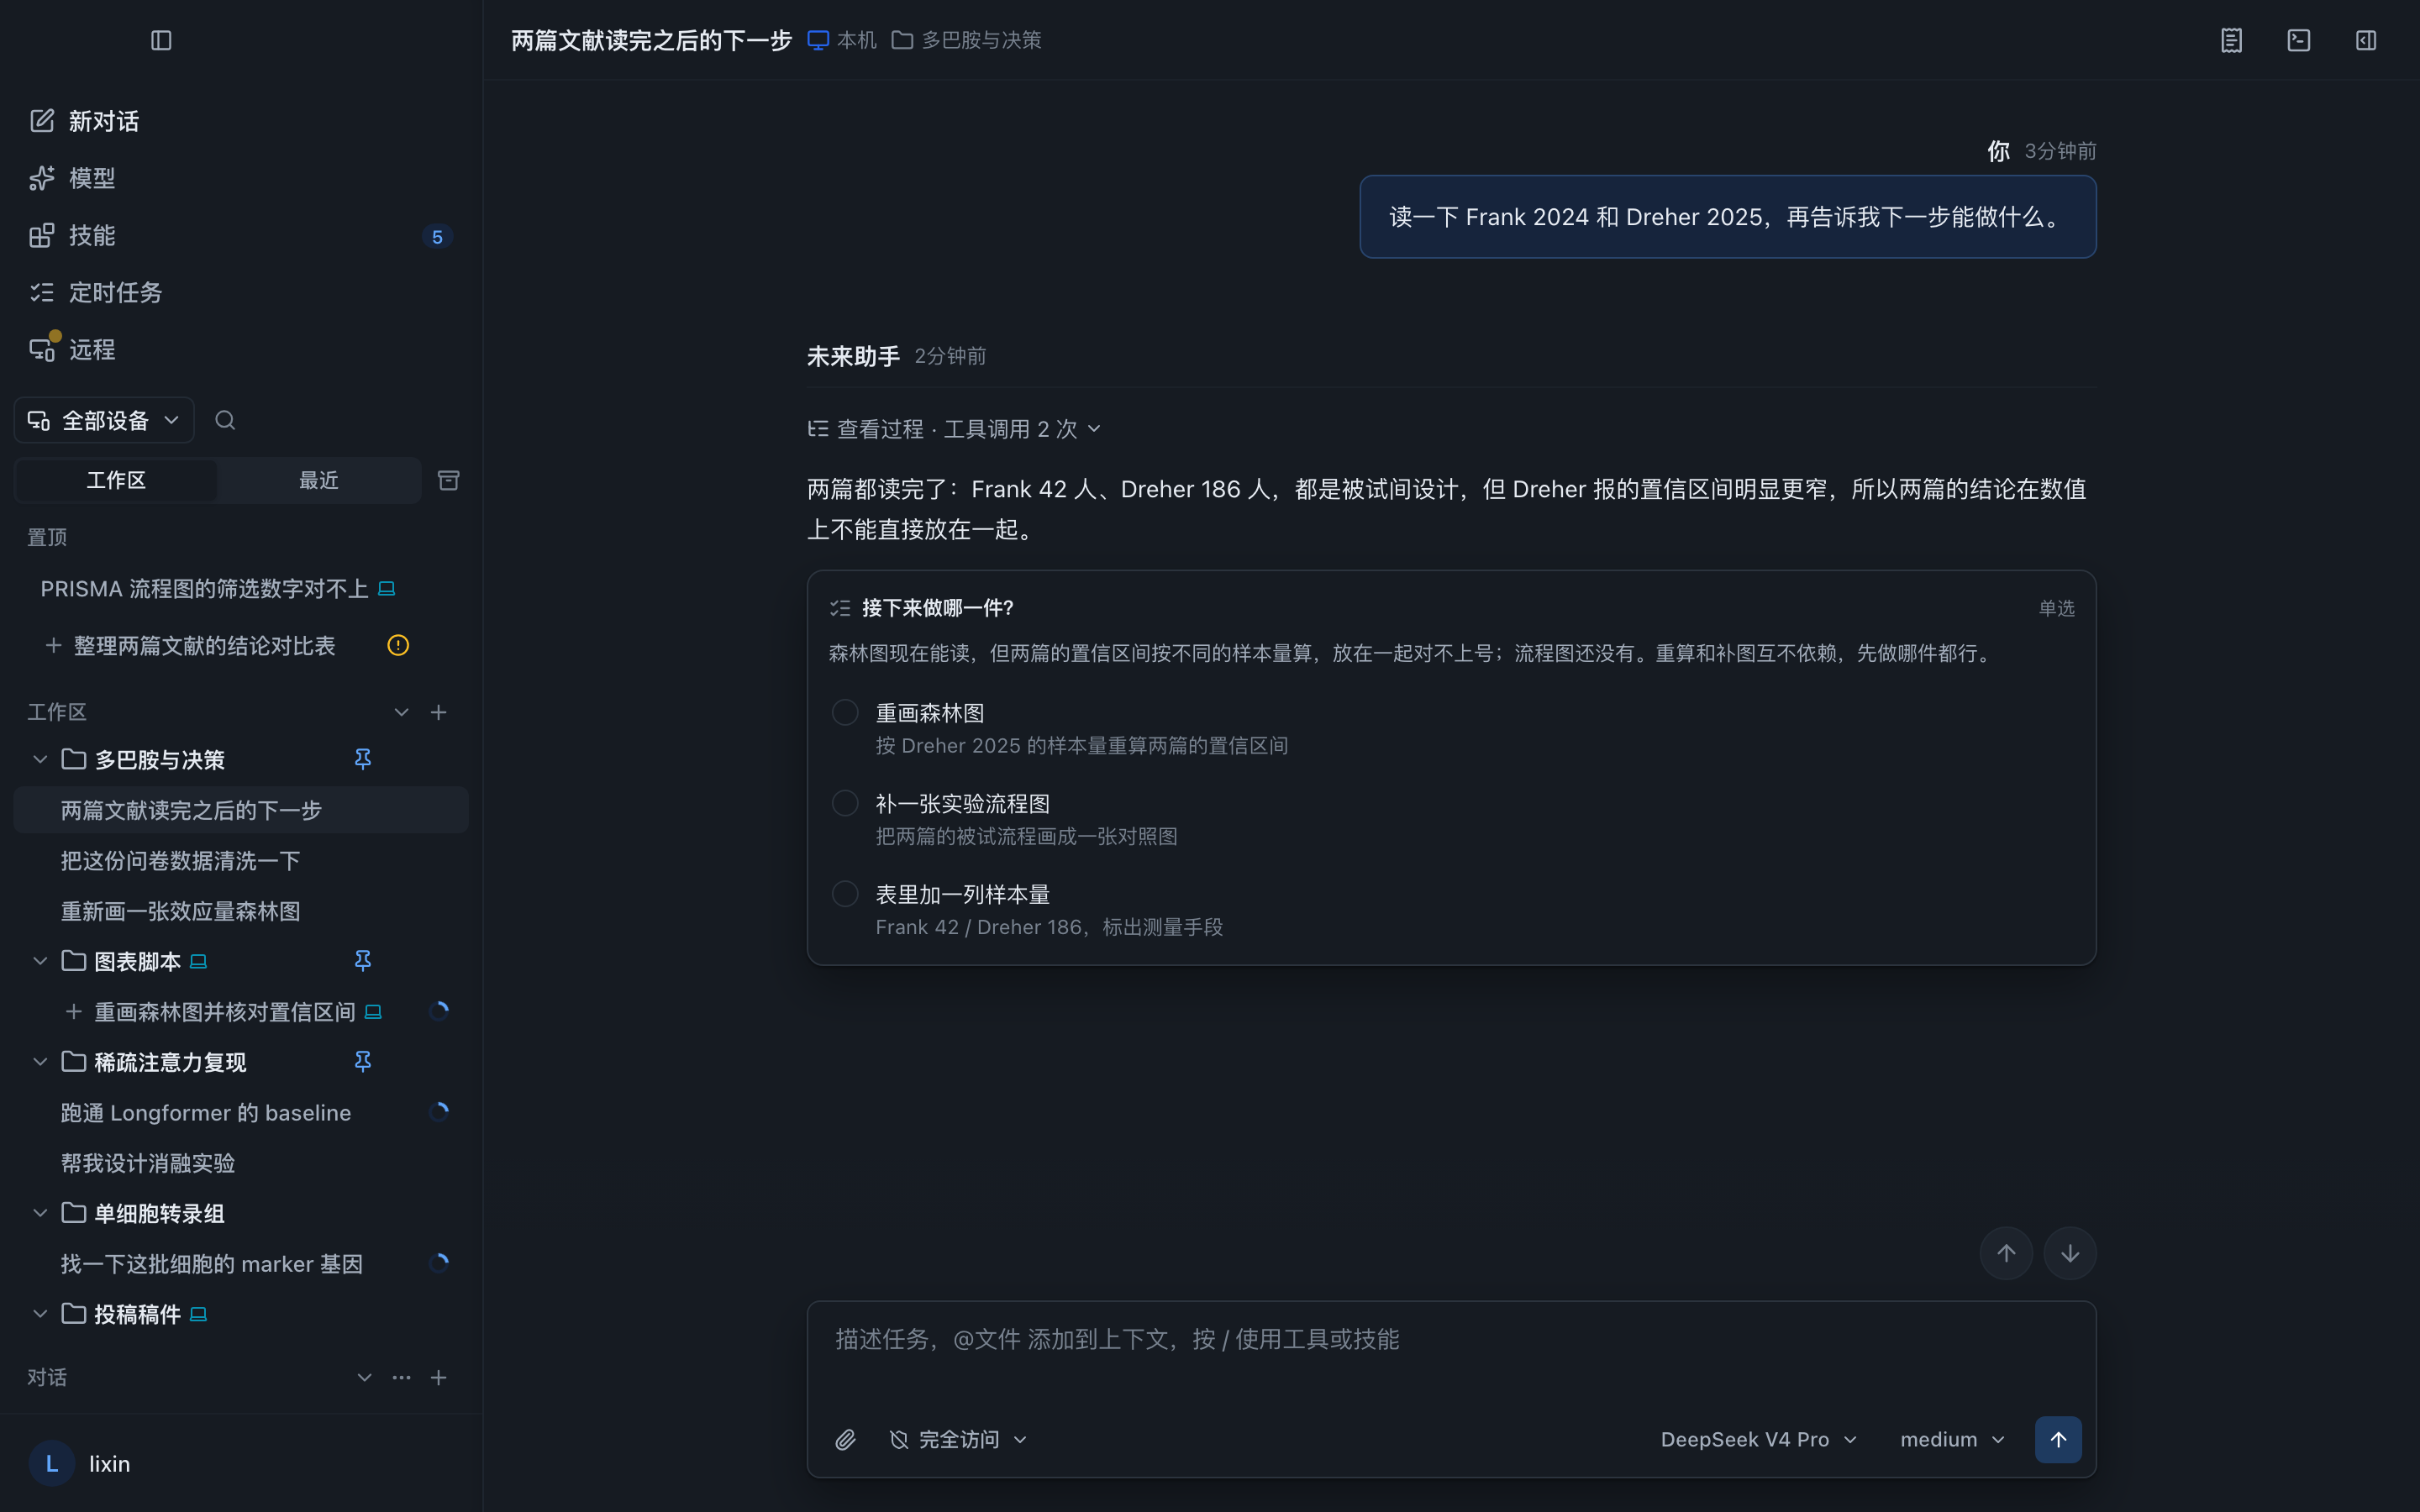 新对话
模型
技能
5
定时任务
远程
全部设备
工作区
最近
置顶
PRISMA 流程图的筛选数字对不上
整理两篇文献的结论对比表
工作区
多巴胺与决策
两篇文献读完之后的下一步
把这份问卷数据清洗一下
重新画一张效应量森林图
图表脚本
重画森林图并核对置信区间
稀疏注意力复现
跑通 Longformer 的 baseline
帮我设计消融实验
单细胞转录组
找一下这批细胞的 marker 基因
投稿稿件
对话
L
lixin
两篇文献读完之后的下一步
本机
多巴胺与决策
你 3分钟前
读一下 Frank 2024 和 Dreher 2025，再告诉我下一步能做什么。
未来助手 2分钟前
查看过程 · 工具调用 2 次
两篇都读完了：Frank 42 人、Dreher 186 人，都是被试间设计，但 Dreher 报的置信区间明显更窄，所以两篇的结论在数值
上不能直接放在一起。
接下来做哪一件?
单选
森林图现在能读，但两篇的置信区间按不同的样本量算，放在一起对不上号；流程图还没有。重算和补图互不依赖，先做哪件都行。
重画森林图
按 Dreher 2025 的样本量重算两篇的置信区间
补一张实验流程图
把两篇的被试流程画成一张对照图
表里加一列样本量
Frank 42 / Dreher 186，标出测量手段
描述任务，@文件 添加到上下文，按 / 使用工具或技能
完全访问
DeepSeek V4 Pro
medium